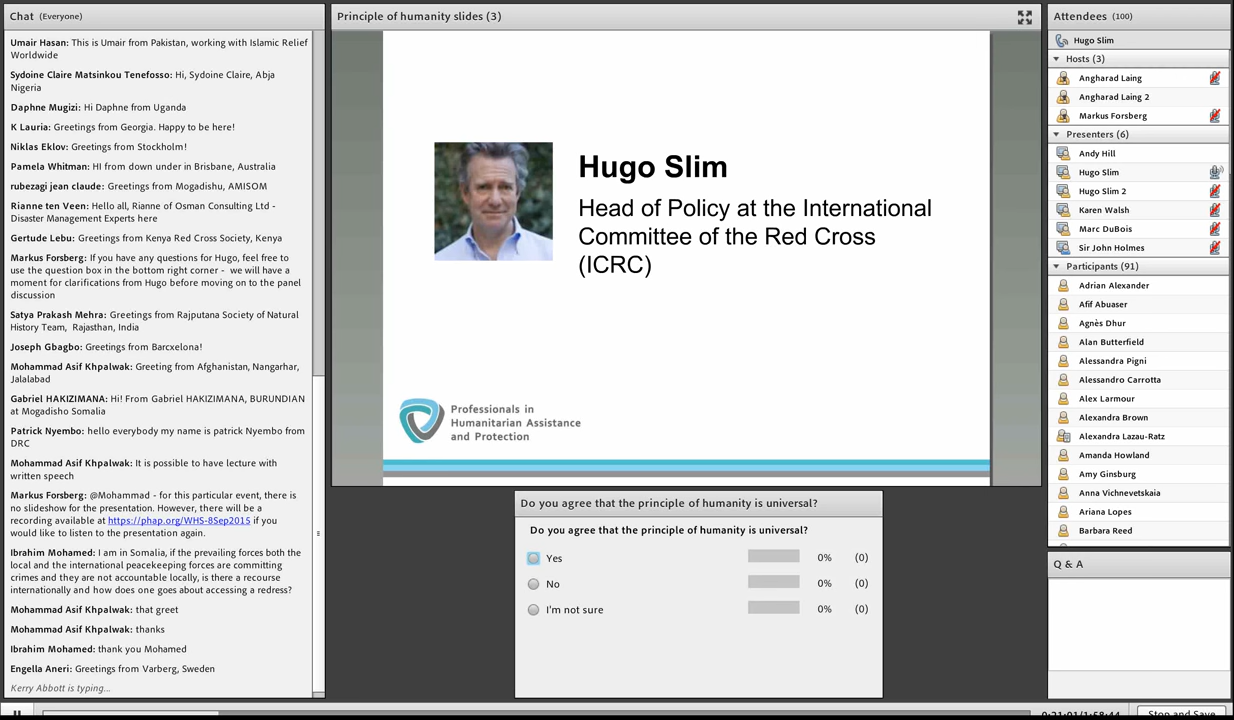 Chat (Everyone)
Umair Hasan: This is Umair from Pakistan, working with Islamic Relief
Worldwide
Sydoine Claire Matsinkou Tenefosso: Hi, Sydoine Claire, Abja
Nigeria
Daphne Mugizi: Hi Daphne from Uganda
K Lauria: Greetings from Georgia. Happy to be here!
Niklas Eklov: Greetings from Stockholm!
Pamela Whitman: HI from down under in Brisbane, Australia
rubezagi jean claude: Greetings from Mogadishu, AMISOM
Rianne ten Veen: Hello all, Rianne of Osman Consulting Ltd -
Disaster Management Experts here
Gertude Lebu: Greetings from Kenya Red Cross Society, Kenya
Markus Forsberg: If you have any questions for Hugo, feel free to
use the question box in the bottom right corner - we will have a
moment for clarifications from Hugo before moving on to the panel
discussion
Satya Prakash Mehra: Greetings from Rajputana Society of Natural
History Team, Rajasthan, India
Joseph Gbagbo: Greetings from Barcxelona!
Mohammad Asif Khpalwak: Greeting from Afghanistan, Nangarhar,
Jalalabad
Gabriel HAKIZIMANA: Hi! From Gabriel HAKIZIMANA, BURUNDIAN
at Mogadisho Somalia
Patrick Nyembo: hello everybody my name is patrick Nyembo from
DRC
Mohammad Asif Khpalwak: It is possible to have lecture with
written speech
Markus Forsberg: @Mohammad - for this particular event, there is
no slideshow for the presentation. However, there will be a
recording available at https://phap.org/WHS-8Sep2015 if you
would like to listen to the presentation again.
Ibrahim Mohamed: I am in Somalia, if the prevailing forces both the
local and the international peacekeeping forces are committing
crimes and they are not accountable locally, is there a recourse
internationally and how does one goes about accessing a redress?
Mohammad Asif Khpalwak: that greet
Mohammad Asif Khpalwak: thanks
Ibrahim Mohamed: thank you Mohamed
Engella Aneri: Greetings from Varberg, Sweden
Kerry Abbott is typing...
Principle of humanity slides (3)
Hugo Slim
Head of Policy at the International
Committee of the Red Cross
(ICRC)
Professionals in
Humanitarian Assistance
and Protection
Do you agree that the principle of humanity is universal?
Do you agree that the principle of humanity is universal?
Yes 0% (0)
No 0% (0)
I'm not sure 0% (0)
Attendees (100)
Hugo Slim
Hosts (3)
Angharad Laing
Angharad Laing 2
Markus Forsberg
Presenters (6)
Andy Hill
Hugo Slim
Hugo Slim 2
Karen Walsh
Marc DuBois
Sir John Holmes
Participants (91)
Adrian Alexander
Afif Abuaser
Agnès Dhur
Alan Butterfield
Alessandra Pigni
Alessandro Carrotta
Alex Larmour
Alexandra Brown
Alexandra Lazau-Ratz
Amanda Howland
Amy Ginsburg
Anna Vichnevetskaia
Ariana Lopes
Barbara Reed
Q & A
0:21:01/1:58:44
Stop and Save